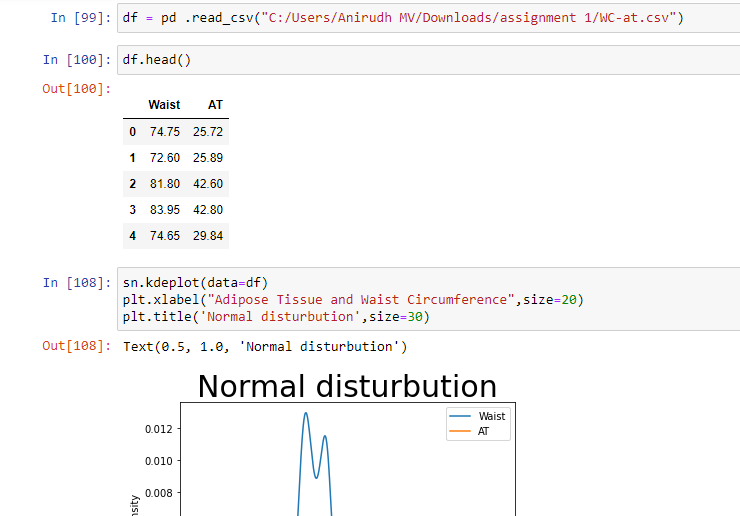 In [99]: df = pd .read_csv("C:/Users/Anirudh MV/Downloads/assignment 1/WC-at.csv")
In [100]: df.head()
Out[100]:
Waist AT
0 74.75 25.72
1 72.60 25.89
2 81.80 42.60
3 83.95 42.80
4 74.65 29.84
In [108]: sn.kdeplot(data=df)
plt.xlabel("Adipose Tissue and Waist Circumference",size=20)
plt.title('Normal disturbution',size=30)
Out[108]: Text(0.5, 1.0, 'Normal disturbution')
Normal disturbution
Waist
AT
0.012
0.010
0.008